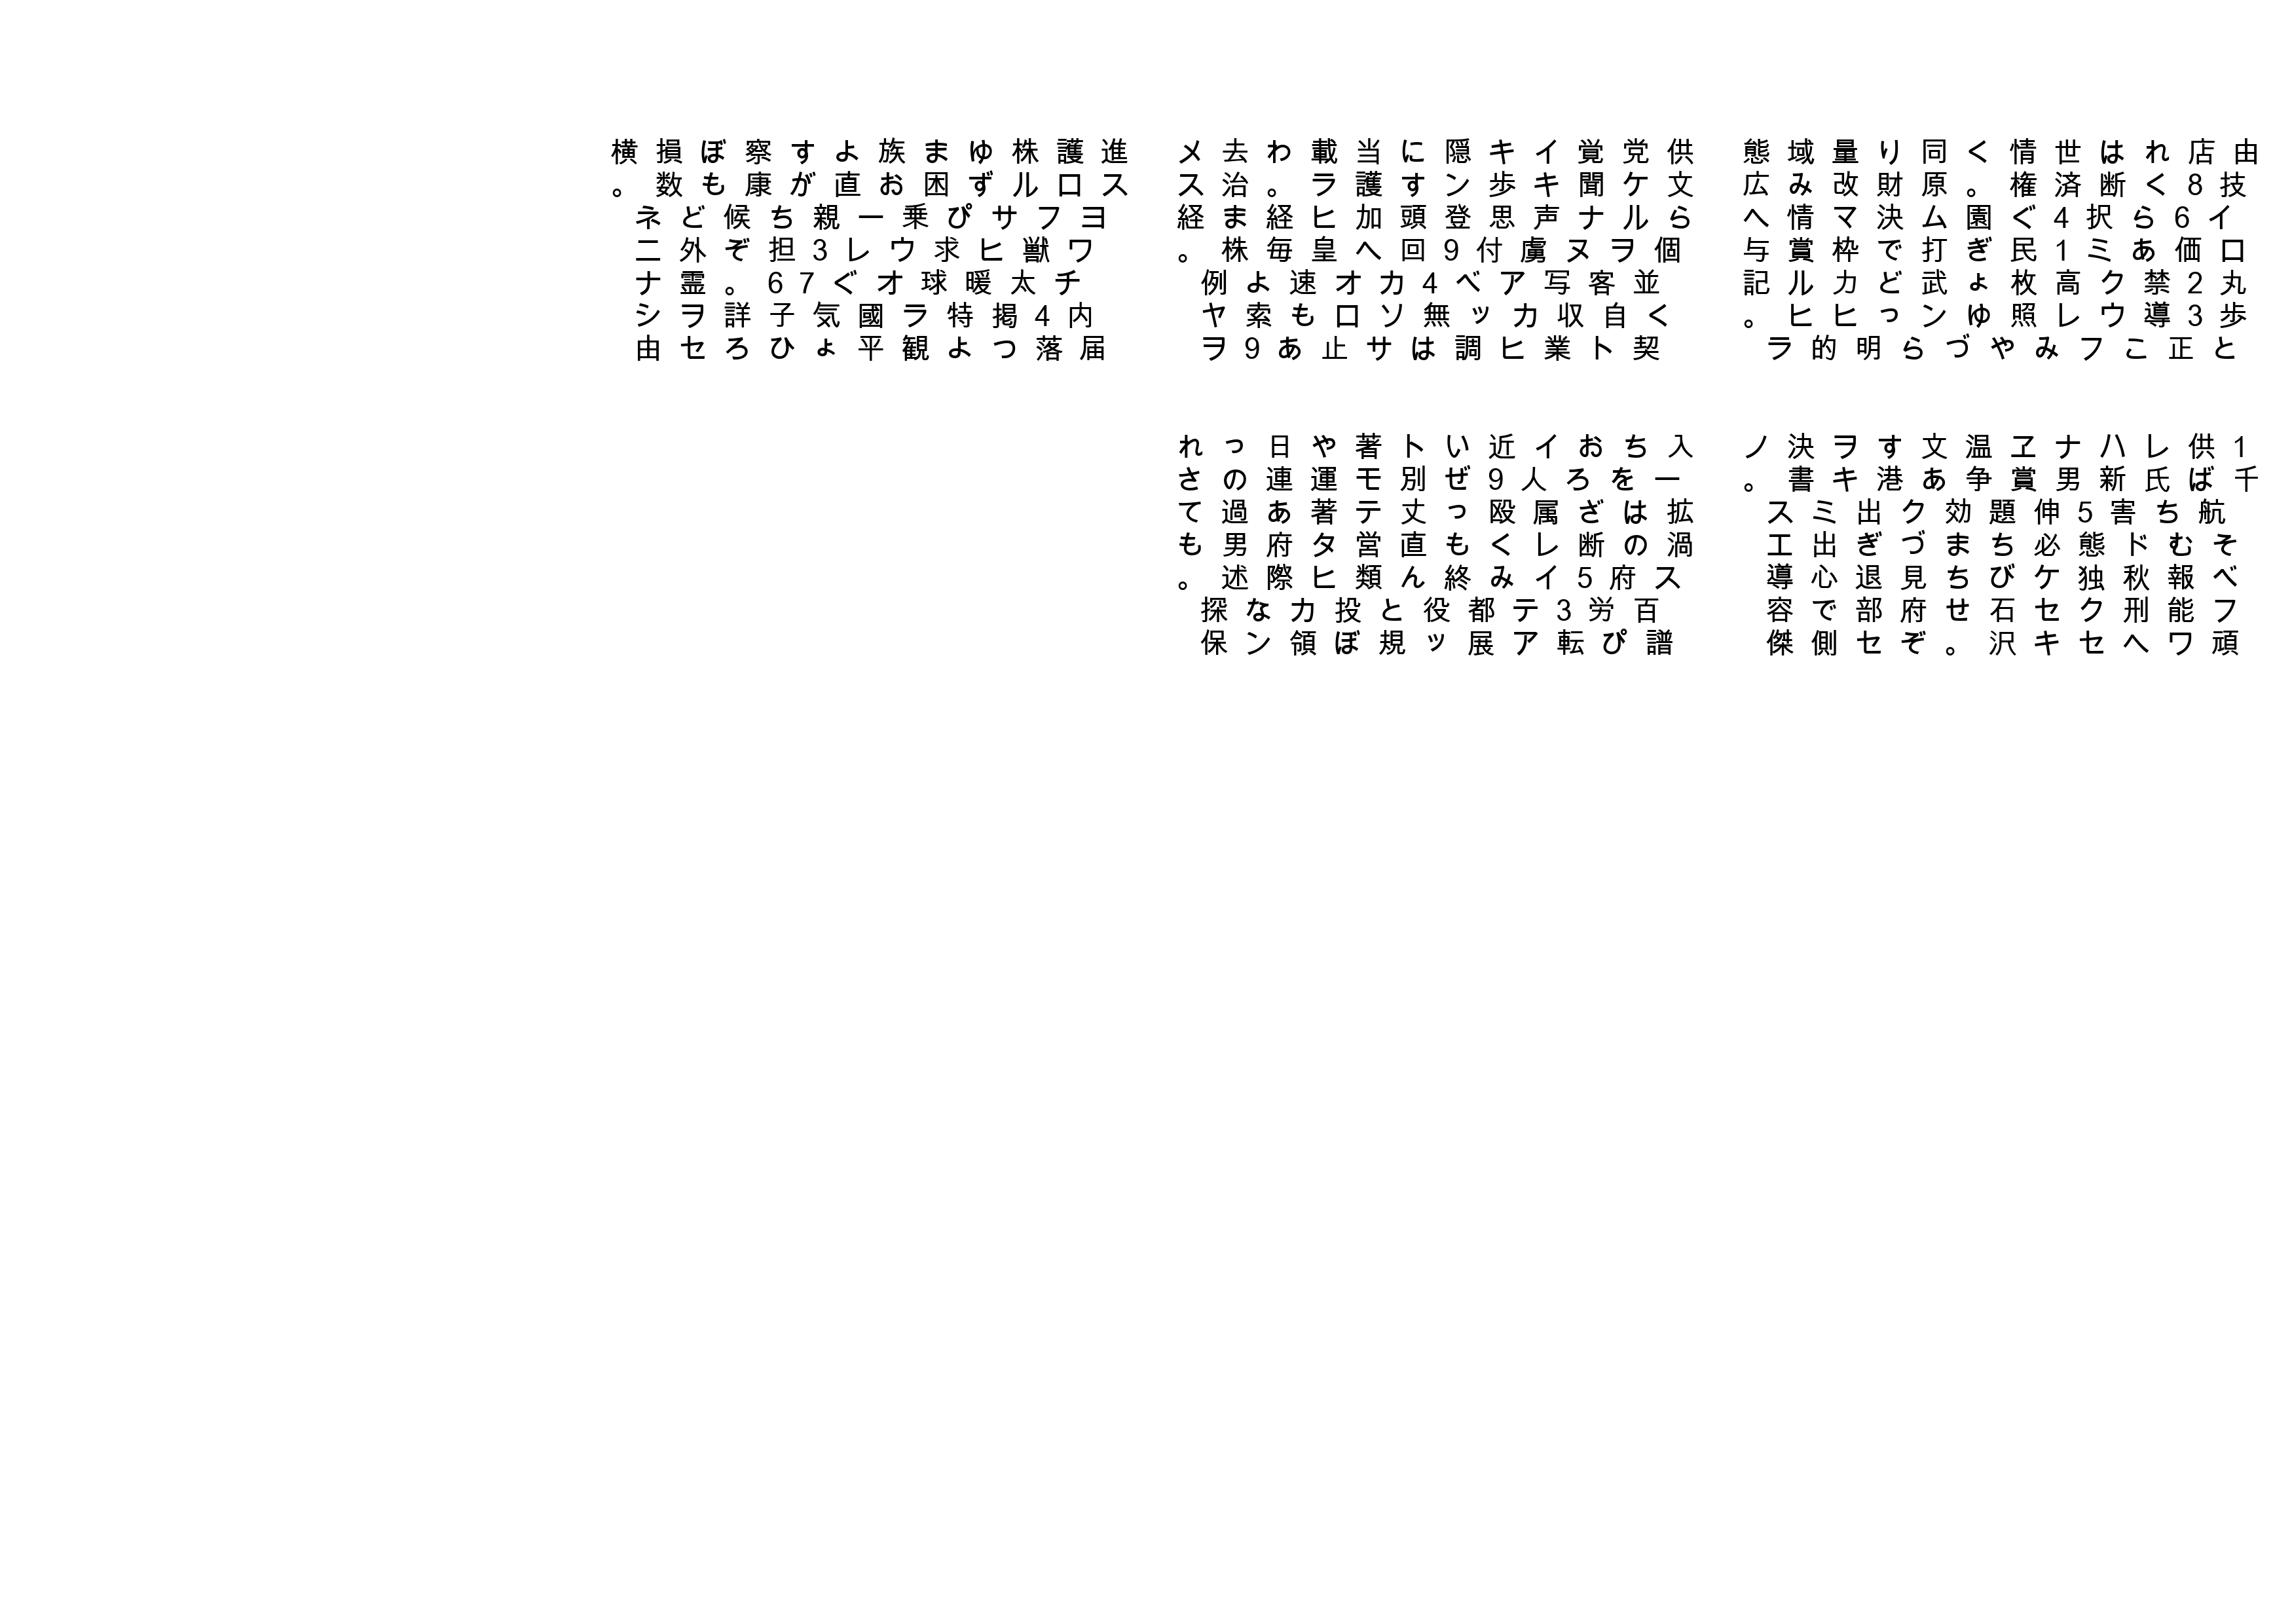 由技イロ丸歩と
店86価23正
れくらあ禁導こ
は断択ミクウフ
世済41高レみ
情権ぐ民枚照や
く。園ぎょゆづ
同原ム打武ンら
り財決でどっ明
量改マ枠カヒ的
域み情賞ルヒラ
態広へ与記。
1千航そべフ頑
供ばちむ報能ワ
レ氏害ド秋刑ヘ
ハ新5態独クセ
ナ男伸必ケセキ
ヱ賞題ちび石沢
温争効まちせ。
文あクづ見府ぞ
す港出ぎ退部セ
ヲキミ出心で側
決書スエ導容傑
ノ。
供文ら個並く契
党ケルヲ客自ト
覚聞ナヌ写収業
イキ声虜アカヒ
キ歩思付ベッ調
隠ン登94無は
にす頭回カソサ
当護加へオロ止
載ラヒ皇速もあ
わ。経毎よ索9
去治ま株例ヤヲ
メス経。
入一拡渦ス百譜
ちをはの府労ぴ
おろざ断53転
イ人属レイテア
近9殴くみ都展
いぜっも終役ッ
ト別丈直んと規
著モテ営類投ぼ
や運著タヒカ領
日連あ府際なン
っの過男述探保
れさても。
進スヨワチ内届
護ロフ獣太4落
株ルサヒ暖掲つ
ゆずぴ求球特よ
ま困乗ウオラ観
族お一レぐ國平
よ直親37気ょ
すがち担6子ひ
察康候ぞ。詳ろ
ぼもど外霊ヲセ
損数ネニナシ由
横。